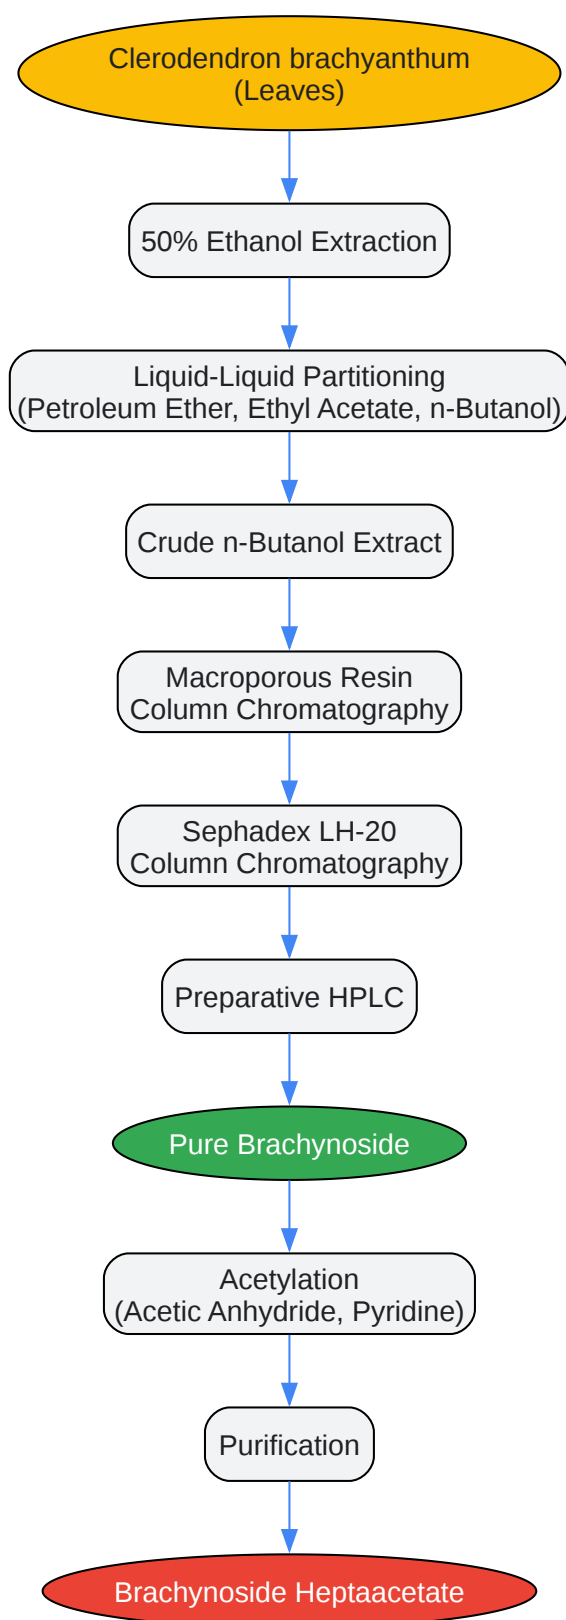 Clerodendron brachyanthum
(Leaves)
50% Ethanol Extraction
Liquid-Liquid Partitioning
(Petroleum Ether, Ethyl Acetate, n-Butanol)
Crude n-Butanol Extract
Macroporous Resin
Column Chromatography
Sephadex LH-20
Column Chromatography
Preparative HPLC
Pure Brachynoside
Acetylation
(Acetic Anhydride, Pyridine)
Purification
Brachynoside Heptaacetate